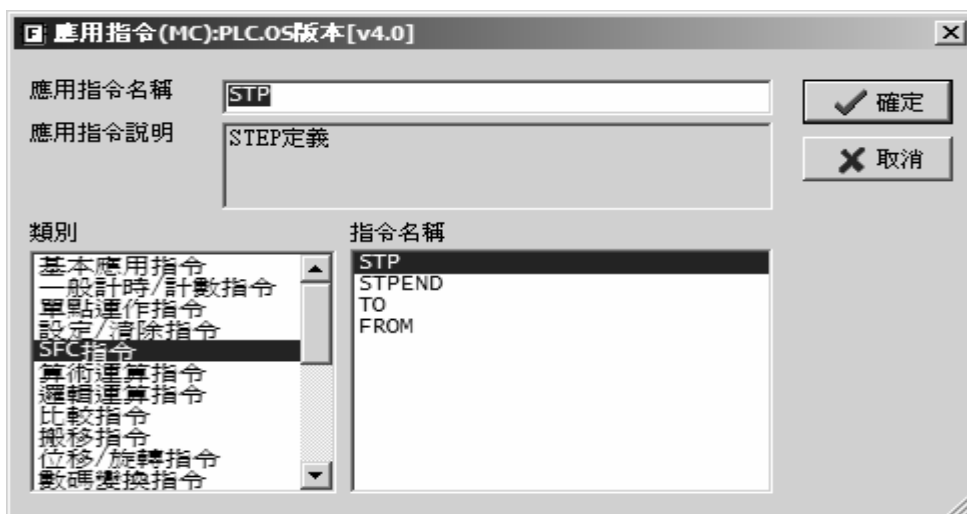 F 應用指令(MC):PLC.OS版本[v4.0]
應用指令名稱
STP
確定
應用指令說明
STEP定義
取消
類別
指令名稱
基本應用指令
一般計時/計數指令
單點運作指令
設定/清除指令
SFC指令
算術運算指令
邏輯運算指令
比較指令
搬移指令
位移/旋轉指令
數碼變換指令
STP
STPEND
TO
FROM